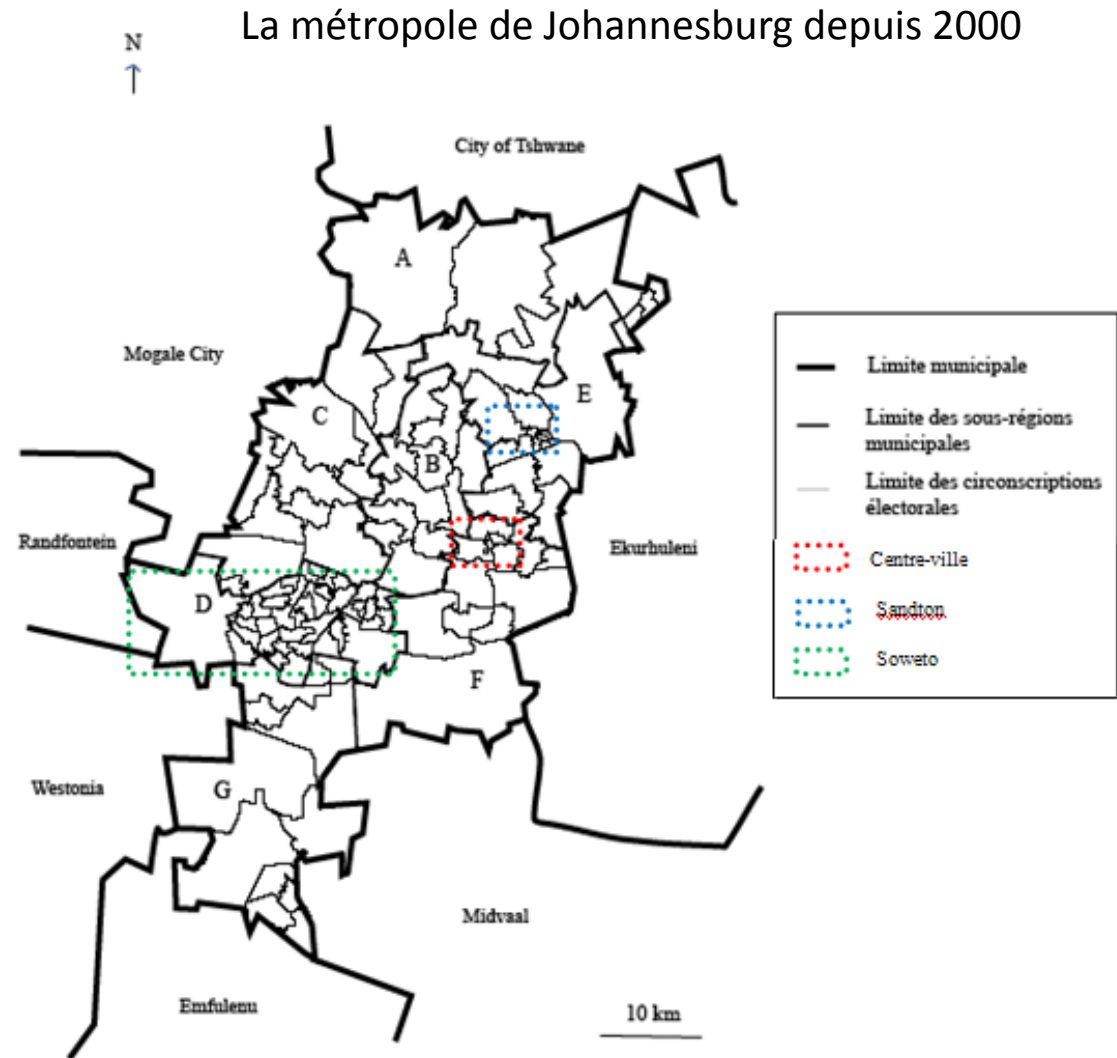 La métropole de Johannesburg depuis 2000
N
City of Tshwane
A
Mogale City
E
C
B
Randfontein
Ekurhuleni
D
F
Westonia
G
Midvaal
Emfulenu
10 km
Limite municipale
Limite des sous-régions
municipales
Limite des circonscriptions
électorales
Centre-ville
Sandton
Soweto